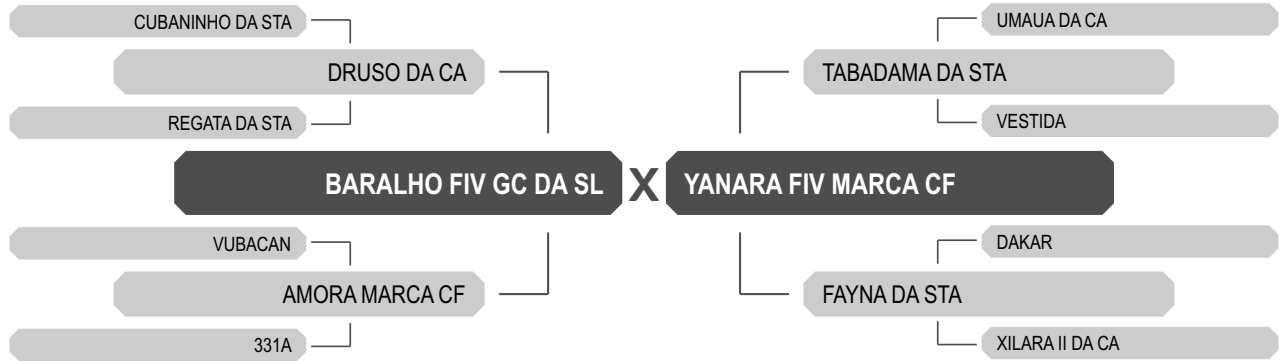 CUBANINHO DA STA
UMAUA DA CA
DRUSO DA CA
TABADAMA DA STA
REGATA DA STA
VESTIDA
BARALHO FIV GC DA SL X YANARA FIV MARCA CF
VUBACAN
DAKAR
AMORA MARCA CF
FAYNA DA STA
331A
XILARA II DA CA